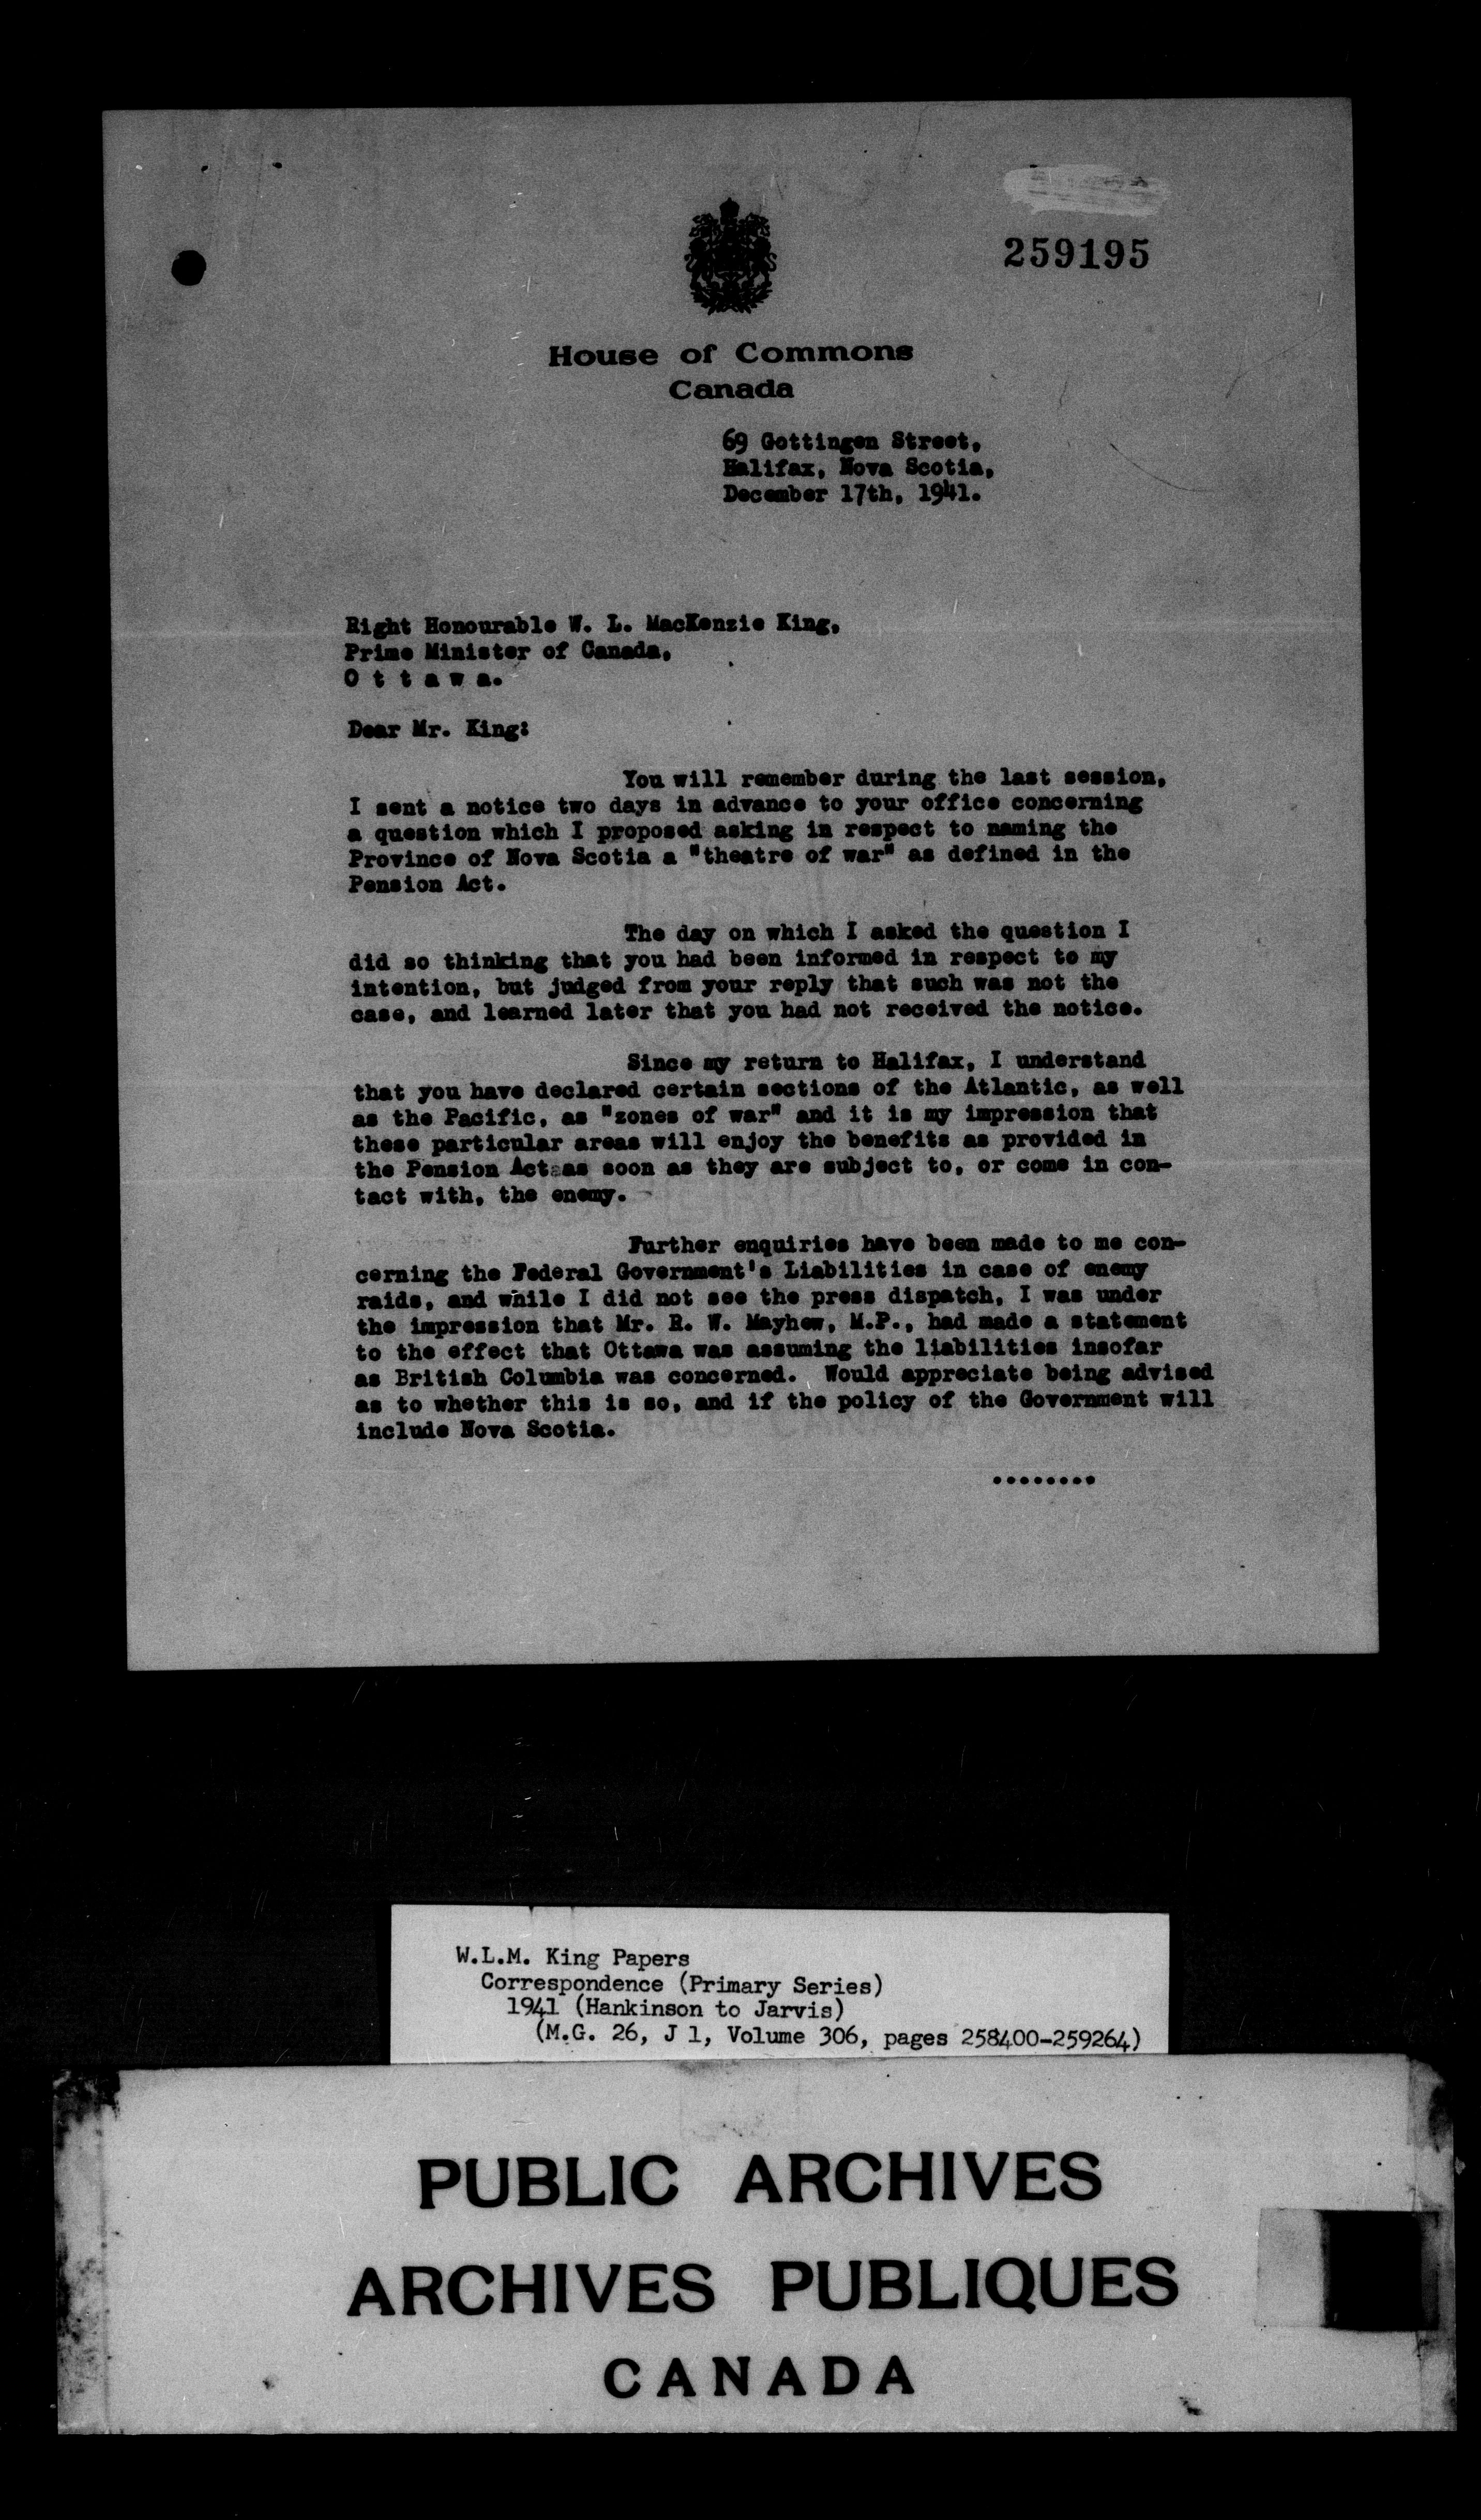 259195
House of Commons
Canada
69 Gottingen Street,
Halifax, Nova Scotia,
December 17th, 1941.
Right Honourable W. L. MacKenzie King,
Prime Minister of Canada,
O t t a w a.
Dear Mr. King:
You will remember during the last session,
I sent a notice two days in advance to your office concerning
a question which I proposed asking in respect to naming the
Province of Nova Scotia a "theatre of war" as defined in the
Pension Act.
The day on which I asked the question I
did so thinking that you had been informed in respect to my
intention, but judged from your reply that such was not the
case, and learned later that you had not received the notice.
Since my return to Halifax, I understand
that you have declared certain sections of the Atlantic, as well
as the Pacific, as "zones of war" and it is my impression that
these particular areas will enjoy the benefits as provided in
the Pension Act as soon as they are subject to, or come in con-
tact with, the enemy.
Further enquiries have been made to me con-
cerning the Federal Government's Liabilities in case of enemy
raids, and while I did not see the press dispatch, I was under
the impression that Mr. R. W. Mayhew, M.P., had made a statement
to the effect that Ottawa was assuming the liabilities insofar
as British Columbia was concerned. Would appreciate being advised
as to whether this is so, and if the policy of the Government will
include Nova Scotia.
........
W.L.M. King Papers
Correspondence (Primary Series)
1941 (Hankinson to Jarvis)
(M.G. 26, J 1, Volume 306, pages 258400-259264)
PUBLIC ARCHIVES
ARCHIVES PUBLIQUES
CANADA